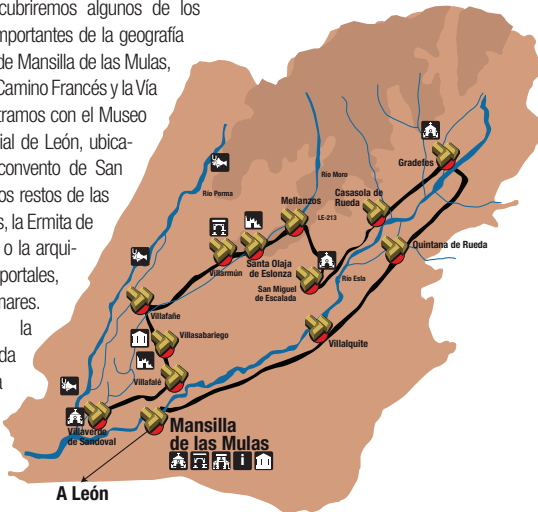 cubriremos algunos de los
mportantes de la geografía
de Mansilla de las Mulas,
Camino Francés y la Vía
tramos con el Museo
ial de León, ubica-
convento de San
os restos de las
s, la Ermita de
o la arqui-
portales,
mares.
la
da
a
Río Porma
Río Moro
Gradefes
Mellanzos
Casasola de
Rueda
LE-213
Villarmún
Santa Olaja
de Eslonza
Quintana de Rueda
San Miguel
de Escalada
Río Esla
Villafañe
Villasabariego
Villalquite
Villafalé
Villaverde
de Sandoval
Mansilla
de las Mulas
i
A León